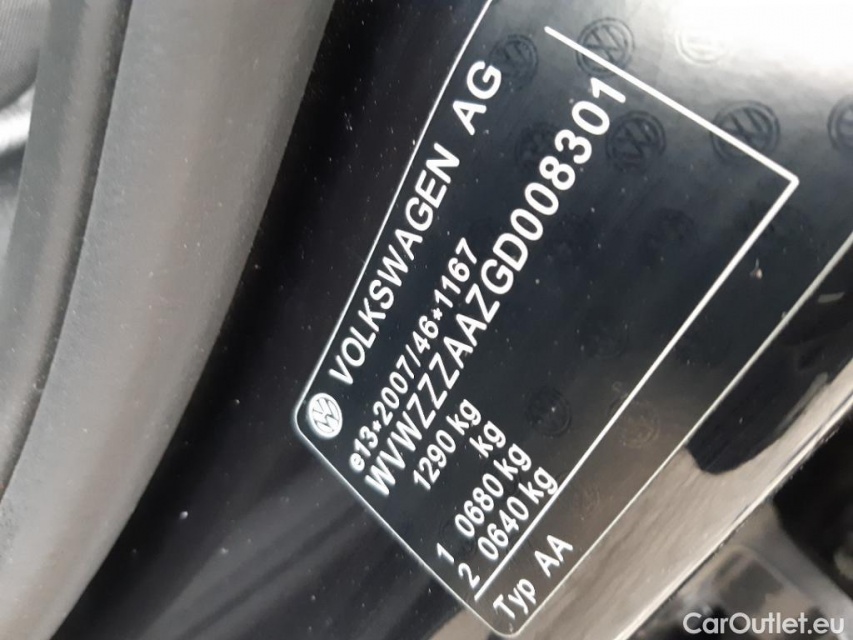 VOLKSWAGEN AG
e13*2007/46*1167
WVWZZZAAZGD008301
1290 kg
kg
1 0680 kg
2 0640 kg
Typ AA
CarOutlet.eu